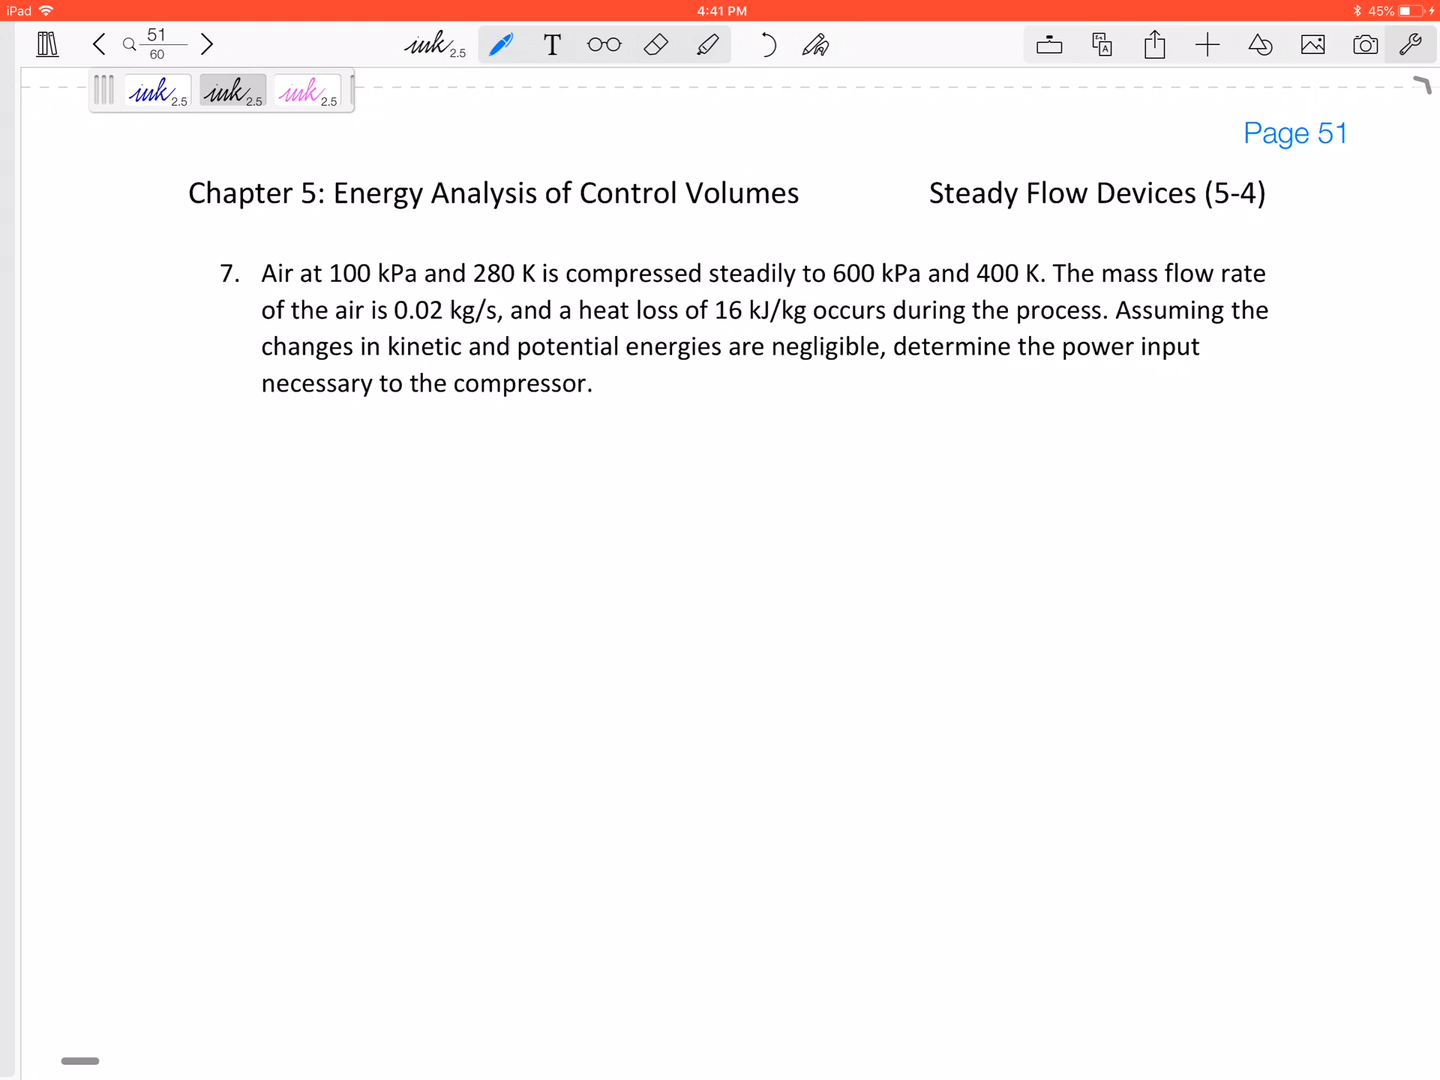 iPad 4:41 PM 45%
51
60
ink 2.5 T
ink 2.5 ink 2.5 ink 2.5
Page 51
Chapter 5: Energy Analysis of Control Volumes Steady Flow Devices (5-4)
7. Air at 100 kPa and 280 K is compressed steadily to 600 kPa and 400 K. The mass flow rate
of the air is 0.02 kg/s, and a heat loss of 16 kJ/kg occurs during the process. Assuming the
changes in kinetic and potential energies are negligible, determine the power input
necessary to the compressor.